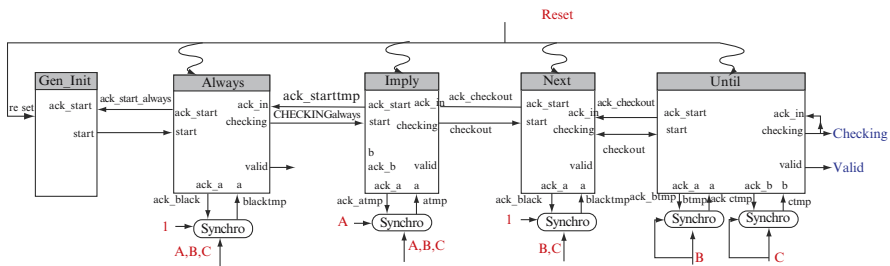 Reset
Gen_Init
Always
Imply
Next
Until
re set
ack_start
start
ack_start_always
ack_start
start
ack_in
checking
valid
ack_a a
ack_starttmp
CHECKINGalways
ack_start
start
ack_in
checking
b
ack_b
valid
ack_a a
ack_checkout
checkout
ack_start
start
ack_in
checking
valid
ack_a a
ack_checkout
checkout
ack_start
start
ack_in
checking
valid
ack_a a ack_b b
Checking
Valid
ack_black
blacktmp
ack_atmp
atmp
ack_black
blacktmp
ack_btmp
btmp
ack ctmp
ctmp
1
Synchro
A,B,C
A
Synchro
A,B,C
1
Synchro
B,C
Synchro
B
Synchro
C